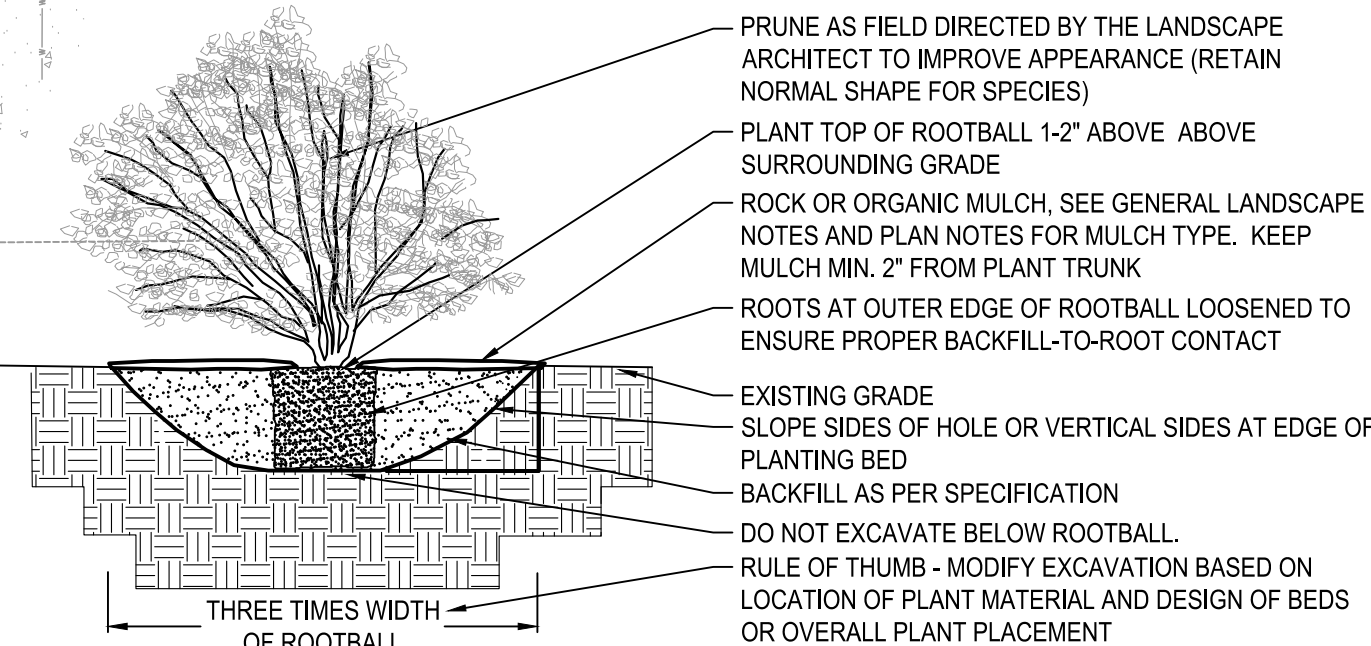 PRUNE AS FIELD DIRECTED BY THE LANDSCAPE
ARCHITECT TO IMPROVE APPEARANCE (RETAIN
NORMAL SHAPE FOR SPECIES)
PLANT TOP OF ROOTBALL 1-2" ABOVE ABOVE
SURROUNDING GRADE
ROCK OR ORGANIC MULCH, SEE GENERAL LANDSCAPE
NOTES AND PLAN NOTES FOR MULCH TYPE. KEEP
MULCH MIN. 2" FROM PLANT TRUNK
ROOTS AT OUTER EDGE OF ROOTBALL LOOSENED TO
ENSURE PROPER BACKFILL-TO-ROOT CONTACT
EXISTING GRADE
SLOPE SIDES OF HOLE OR VERTICAL SIDES AT EDGE OF
PLANTING BED
BACKFILL AS PER SPECIFICATION
DO NOT EXCAVATE BELOW ROOTBALL.
RULE OF THUMB - MODIFY EXCAVATION BASED ON
LOCATION OF PLANT MATERIAL AND DESIGN OF BEDS
OR OVERALL PLANT PLACEMENT
THREE TIMES WIDTH
OF ROOTBALL